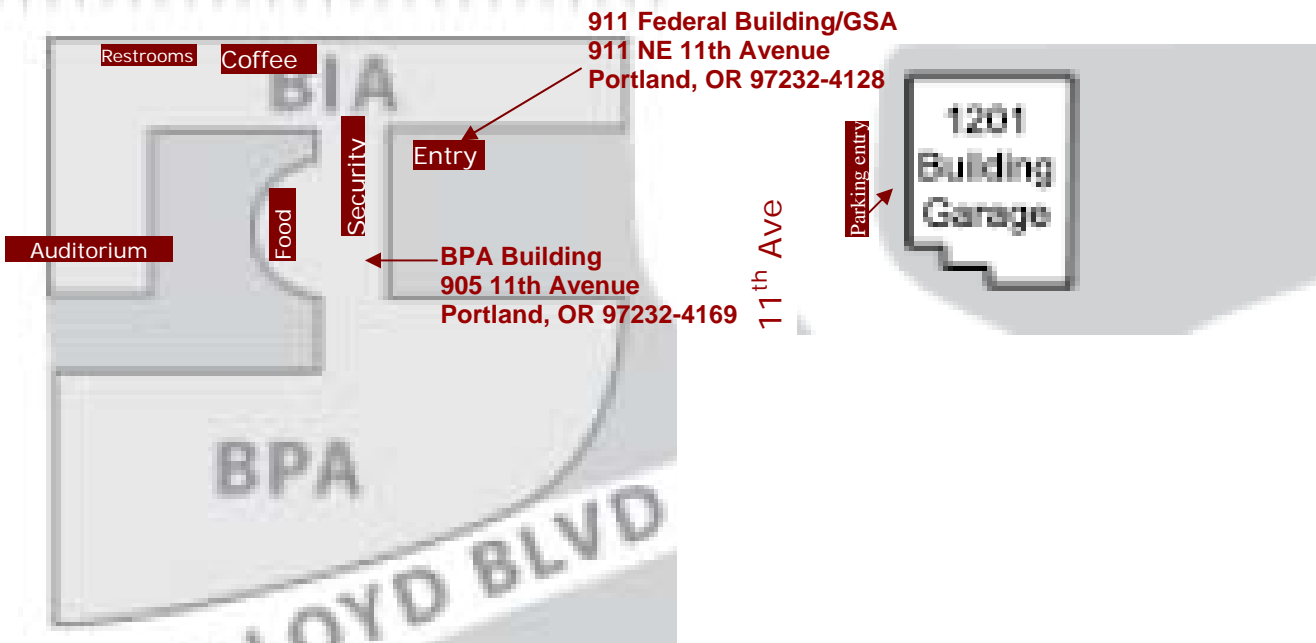 911 Federal Building/GSA
911 NE 11th Avenue
Portland, OR 97232-4128
Restrooms
Coffee
BIA
Security
Entry
Food
Auditorium
BPA Building
905 11th Avenue
Portland, OR 97232-4169
11th Ave
Parking entry
1201
Building
Garage
BPA
LOYD BLVD